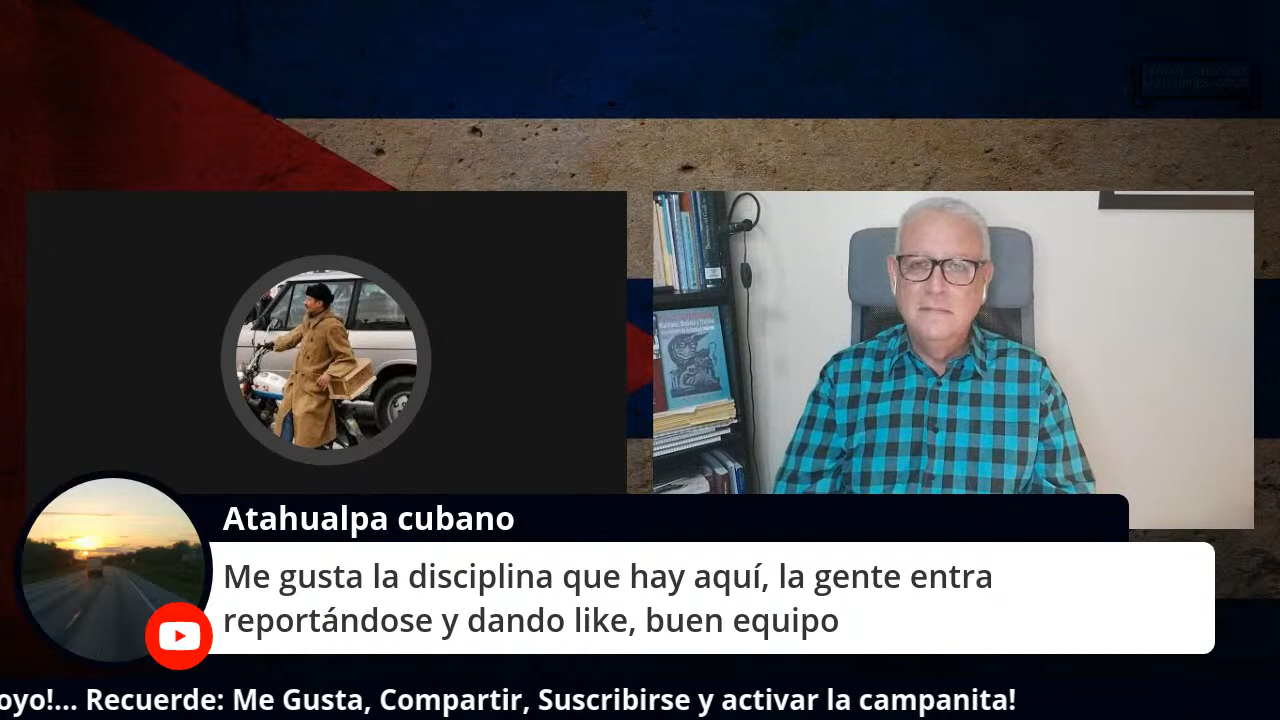 Atahualpa cubano
Me gusta la disciplina que hay aquí, la gente entra
reportándose y dando like, buen equipo
oyo!... Recuerde: Me Gusta, Compartir, Suscribirse y activar la campanita!